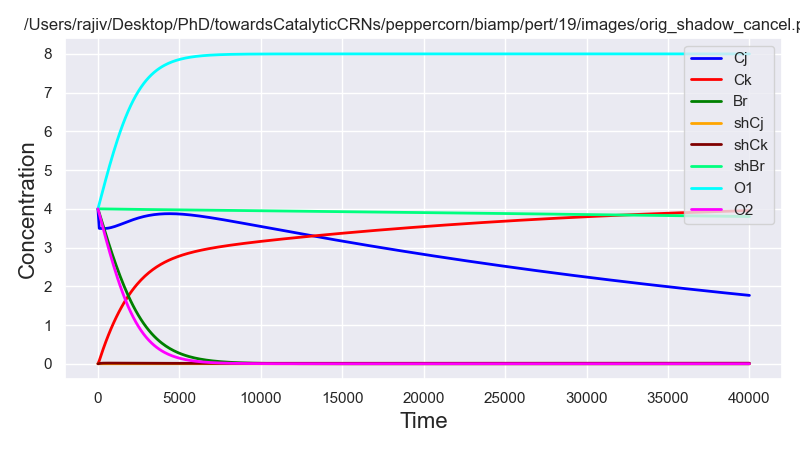 /Users/rajiv/Desktop/PhD/towardsCatalyticCRNs/peppercorn/biamp/pert/19/images/orig_shadow_cancel.p
8
7
6
5
4
3
2
1
0
Concentration
0 5000 10000 15000 20000 25000 30000 35000 40000
Time
Cj
Ck
Br
shCj
shCk
shBr
O1
O2